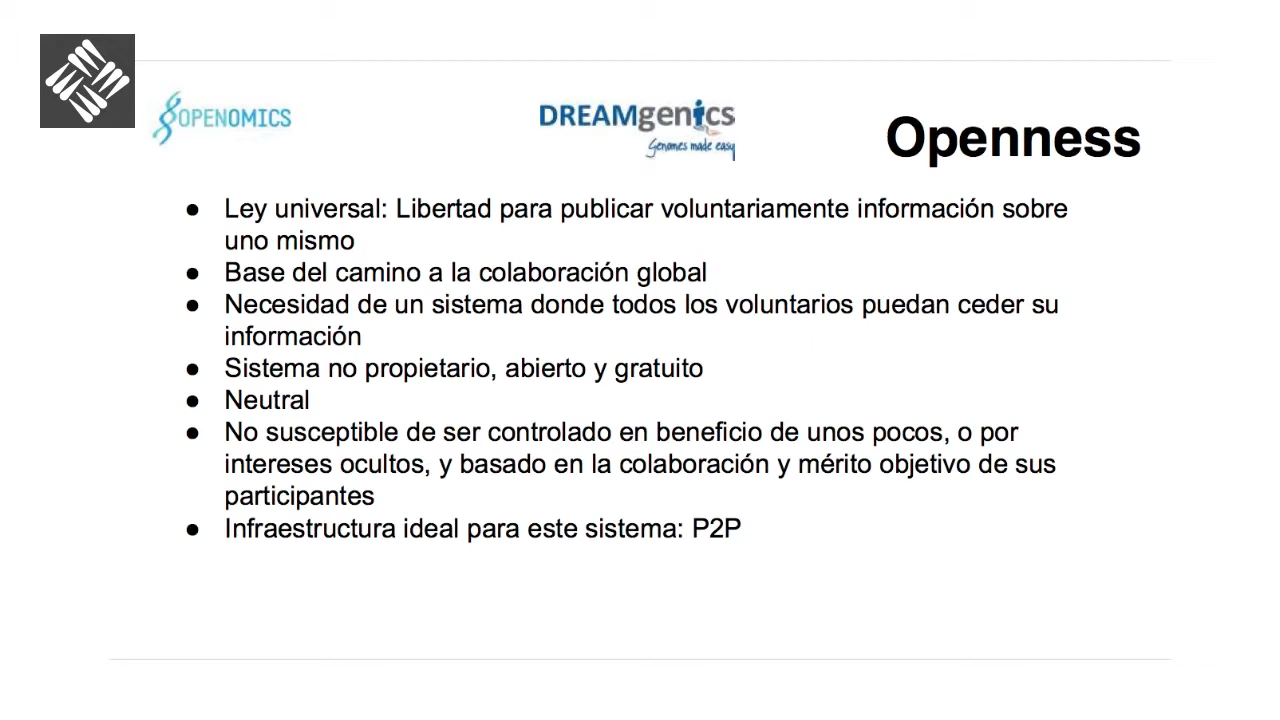 OPENOMICS
DREAMgenics
Genomes made easy
Openness
● Ley universal: Libertad para publicar voluntariamente información sobre
uno mismo
● Base del camino a la colaboración global
● Necesidad de un sistema donde todos los voluntarios puedan ceder su
información
● Sistema no propietario, abierto y gratuito
● Neutral
● No susceptible de ser controlado en beneficio de unos pocos, o por
intereses ocultos, y basado en la colaboración y mérito objetivo de sus
participantes
● Infraestructura ideal para este sistema: P2P